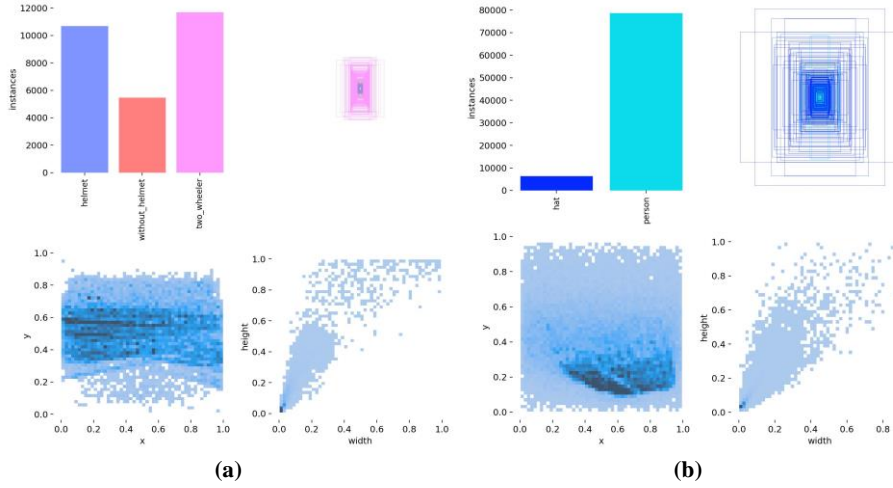 12000
10000
8000
6000
4000
2000
0
instances
helmet
without_helmet
two_wheeler
80000
70000
60000
50000
40000
30000
20000
10000
0
instances
hat
person
1.0
0.8
0.6
0.4
0.2
0.0
y
0.0 0.2 0.4 0.6 0.8 1.0
x
1.0
0.8
0.6
0.4
0.2
0.0
height
0.0 0.2 0.4 0.6 0.8 1.0
width
1.0
0.8
0.6
0.4
0.2
0.0
y
0.0 0.2 0.4 0.6 0.8 1.0
x
1.0
0.8
0.6
0.4
0.2
0.0
height
0.0 0.2 0.4 0.6 0.8
width
(a)
(b)